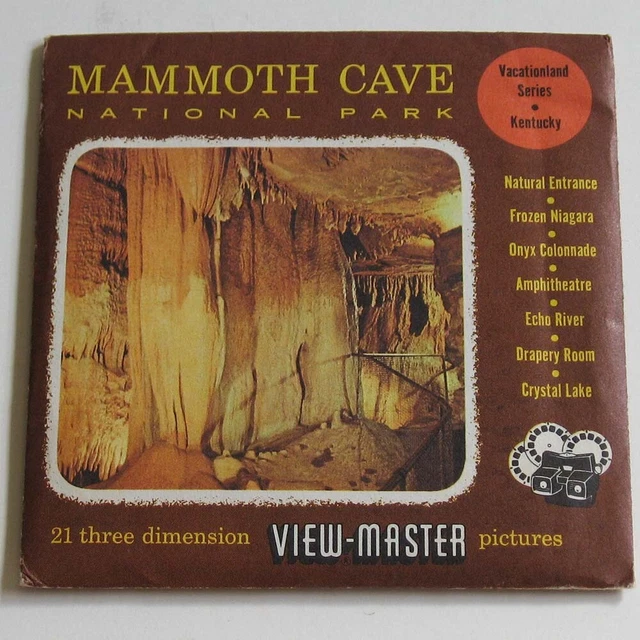 MAMMOTH CAVE
NATIONAL PARK
Vacationland
Series
•
Kentucky
Natural Entrance
•
Frozen Niagara
•
Onyx Colonnade
•
Amphitheatre
•
Echo River
•
Drapery Room
•
Crystal Lake
21 three dimension VIEW-MASTER pictures